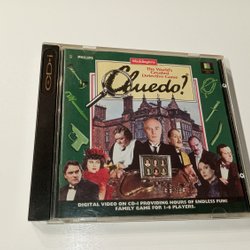 Waddingtons
PHILIPS
The World's
Greatest
Detective Game
Cluedo!
DIGITAL VIDEO ON CD-i PROVIDING HOURS OF ENDLESS FUN!
FAMILY GAME FOR 1-6 PLAYERS.